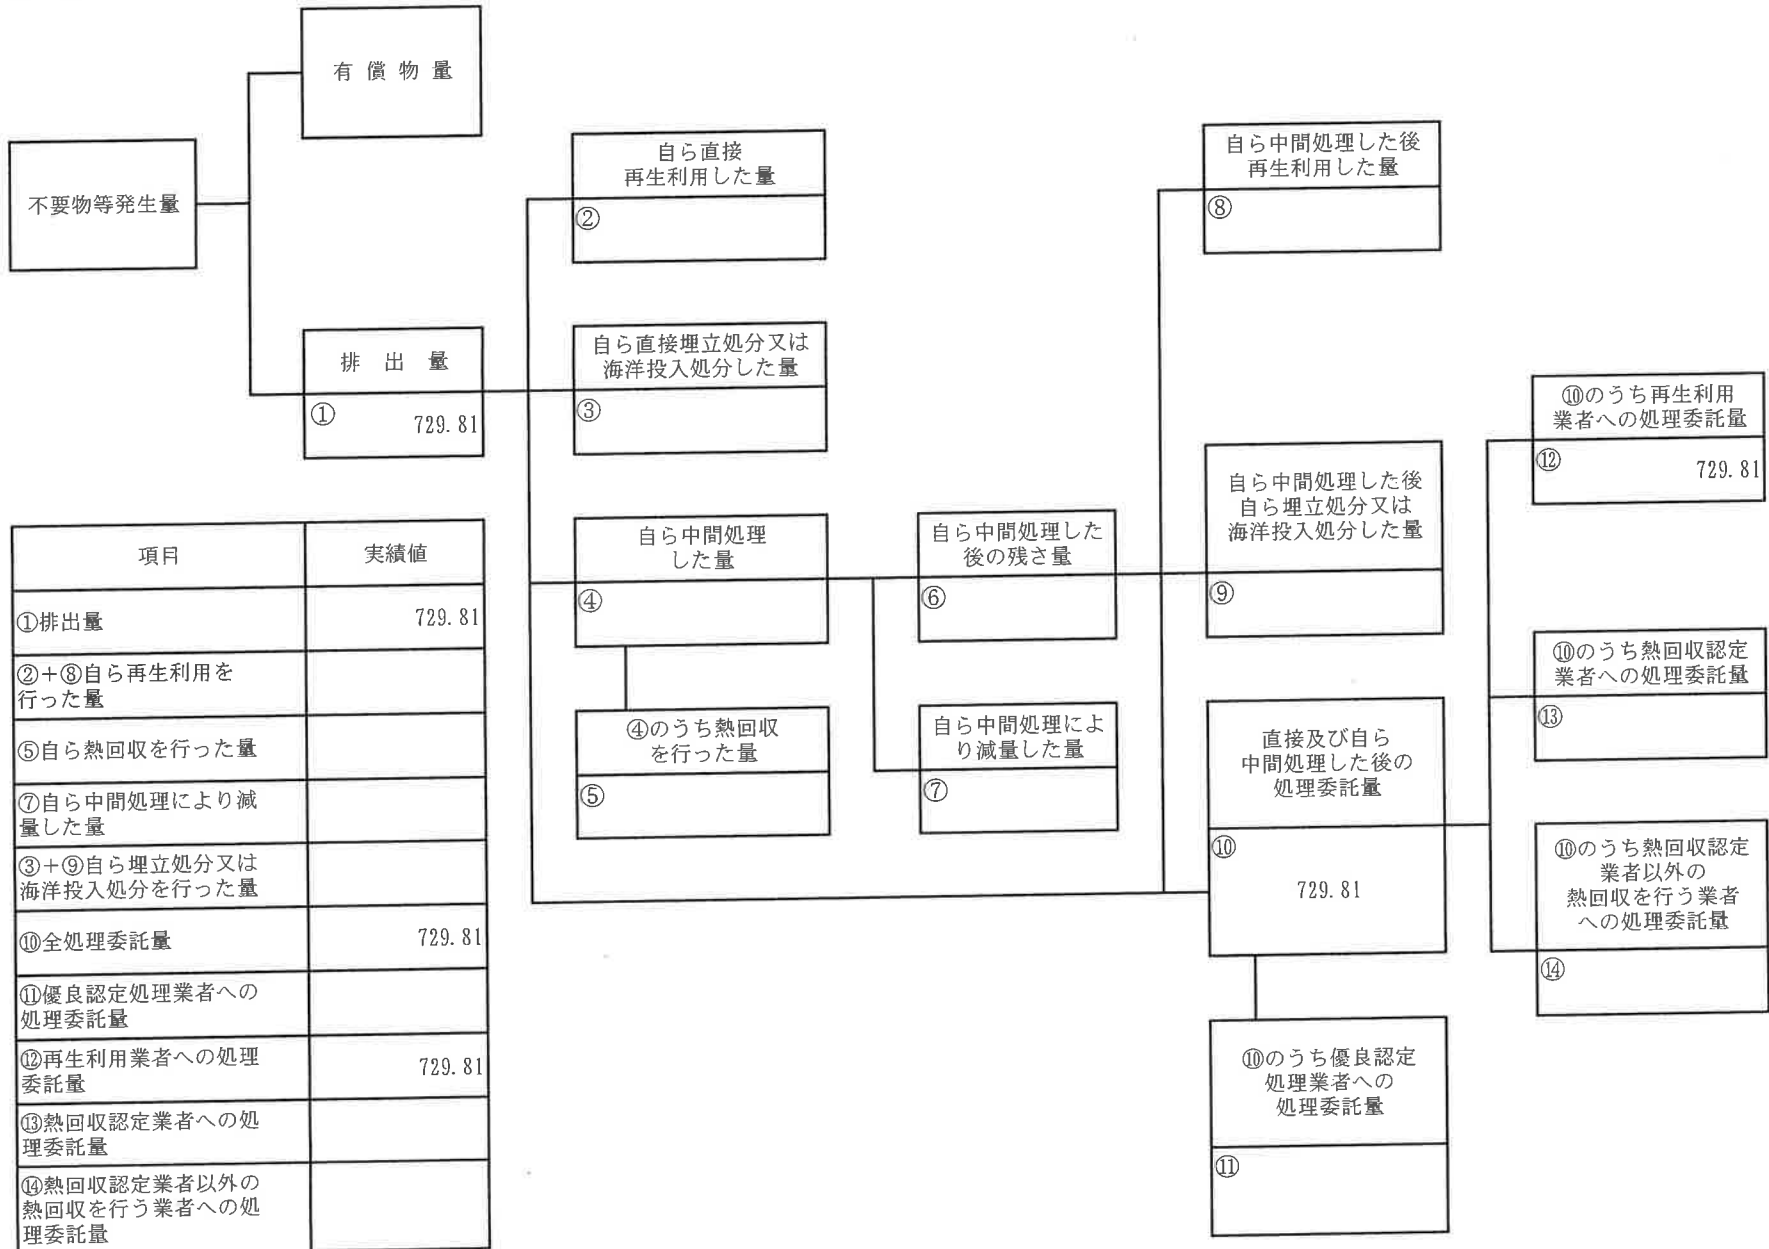 有償物量
不要物等発生量
排出量
①
729.81
自ら直接
再生利用した量
②
自ら直接埋立処分又は
海洋投入処分した量
③
自ら中間処理
した量
④
④のうち熱回収
を行った量
⑤
自ら中間処理した
後の残さ量
⑥
自ら中間処理によ
り減量した量
⑦
自ら中間処理した後
再生利用した量
⑧
自ら中間処理した後
自ら埋立処分又は
海洋投入処分した量
⑨
直接及び自ら
中間処理した後の
処理委託量
⑩
729.81
⑩のうち優良認定
処理業者への
処理委託量
⑪
⑩のうち再生利用
業者への処理委託量
⑫
729.81
⑩のうち熱回収認定
業者への処理委託量
⑬
⑩のうち熱回収認定
業者以外の
熱回収を行う業者
への処理委託量
⑭
項目 実績値
①排出量 729.81
②+⑧自ら再生利用を
行った量
⑤自ら熱回収を行った量
⑦自ら中間処理により減
量した量
③+⑨自ら埋立処分又は
海洋投入処分を行った量
⑩全処理委託量 729.81
⑪優良認定処理業者への
処理委託量
⑫再生利用業者への処理
委託量 729.81
⑬熱回収認定業者への処
理委託量
⑭熱回収認定業者以外の
熱回収を行う業者への処
理委託量